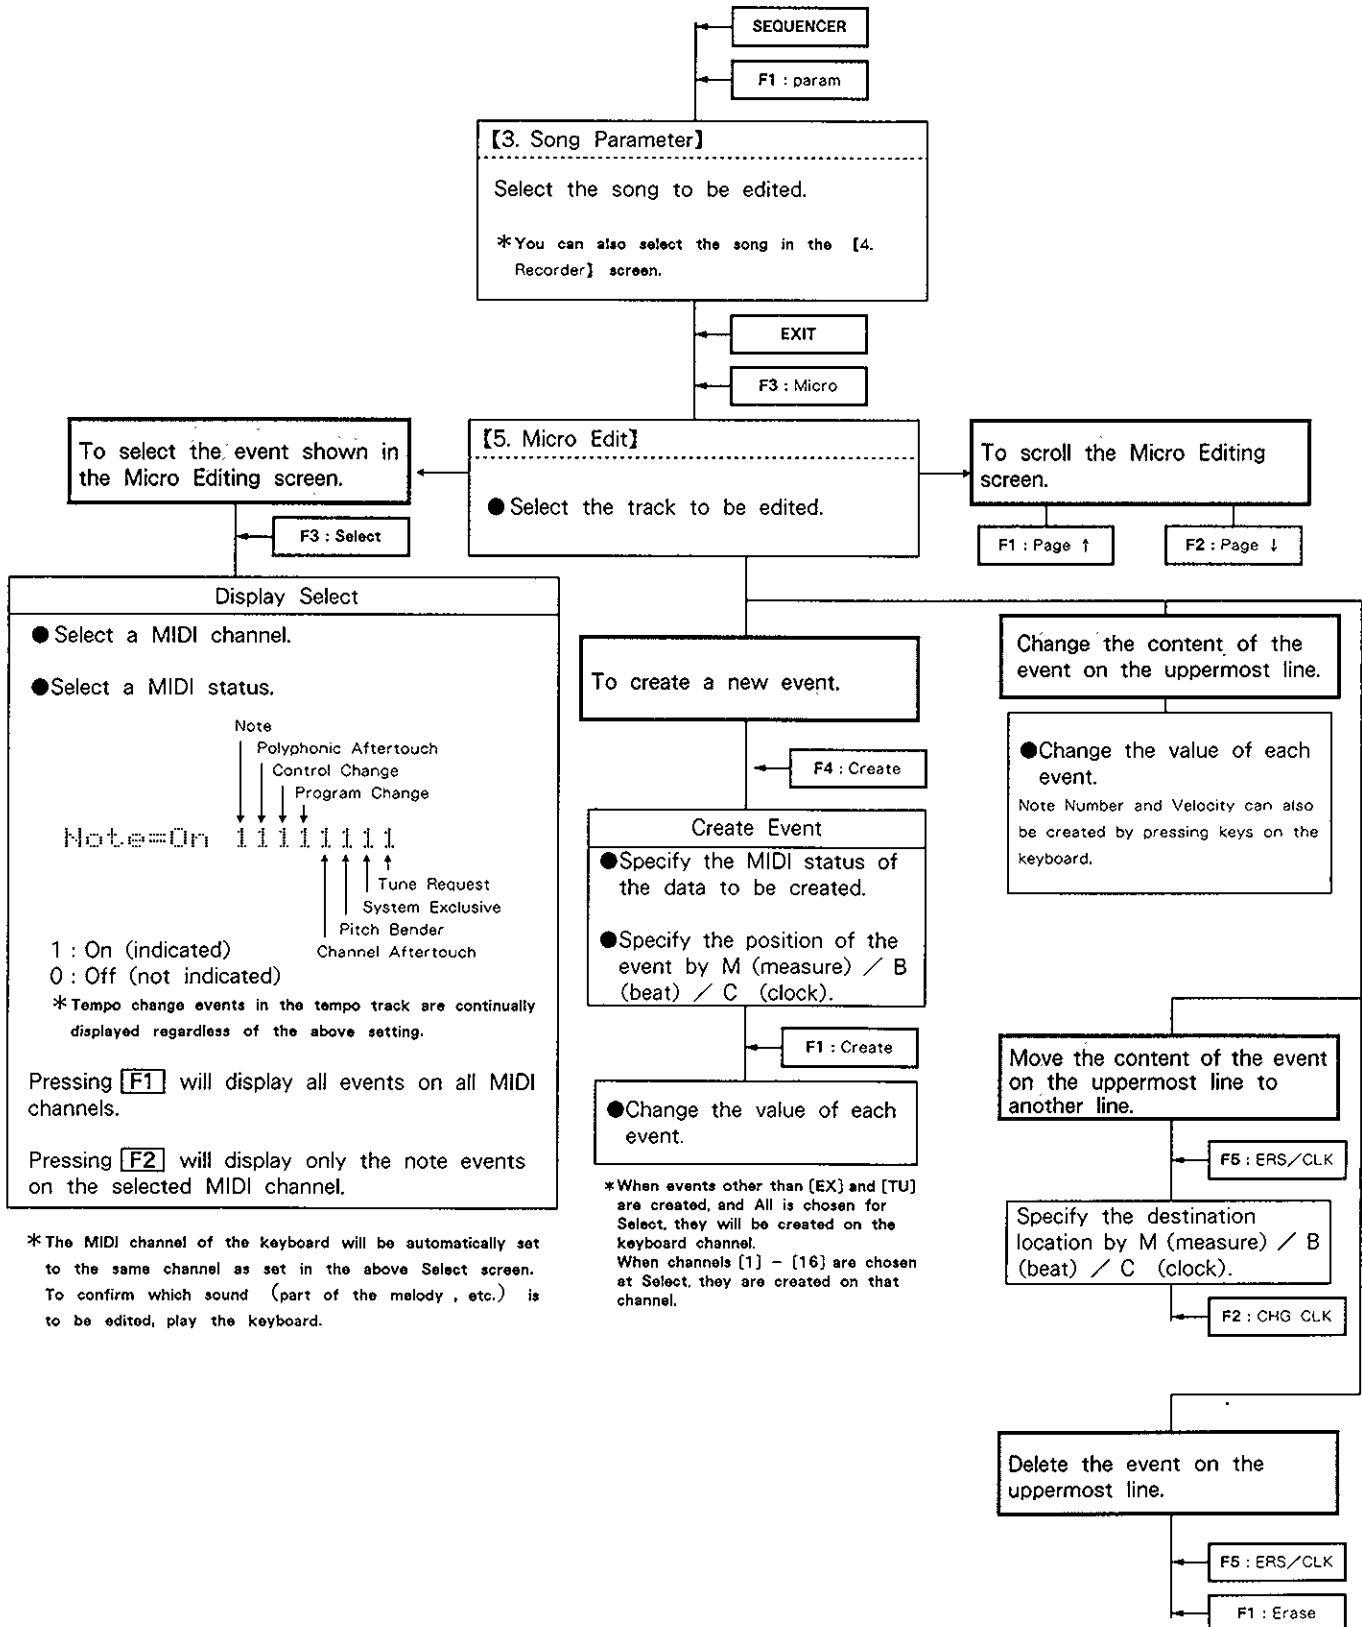 SEQUENCER
F1 : param
【3. Song Parameter】
Select the song to be edited.
*You can also select the song in the [4.
Recorder] screen.
EXIT
F3 : Micro
To select the event shown in
the Micro Editing screen.
F3 : Select
【5. Micro Edit】
● Select the track to be edited.
To scroll the Micro Editing
screen.
F1 : Page ↑
F2 : Page ↓
Display Select
● Select a MIDI channel.
● Select a MIDI status.
Note
Polyphonic Aftertouch
Control Change
Program Change
Note=On 11111111
Tune Request
System Exclusive
Pitch Bender
Channel Aftertouch
1 : On (indicated)
0 : Off (not indicated)
*Tempo change events in the tempo track are continually
displayed regardless of the above setting.
Pressing F1 will display all events on all MIDI
channels.
Pressing F2 will display only the note events
on the selected MIDI channel.
*The MIDI channel of the keyboard will be automatically set
to the same channel as set in the above Select screen.
To confirm which sound (part of the melody , etc.) is
to be edited, play the keyboard.
To create a new event.
F4 : Create
Create Event
●Specify the MIDI status of
the data to be created.
●Specify the position of the
event by M (measure) / B
(beat) / C (clock).
F1 : Create
●Change the value of each
event.
*When events other than [EX] and [TU]
are created, and All is chosen for
Select, they will be created on the
keyboard channel.
When channels [1] – [16] are chosen
at Select, they are created on that
channel.
Change the content of the
event on the uppermost line.
●Change the value of each
event.
Note Number and Velocity can also
be created by pressing keys on the
keyboard.
Move the content of the event
on the uppermost line to
another line.
F5 : ERS/CLK
Specify the destination
location by M (measure) / B
(beat) / C (clock).
F2 : CHG CLK
Delete the event on the
uppermost line.
F5 : ERS/CLK
F1 : Erase